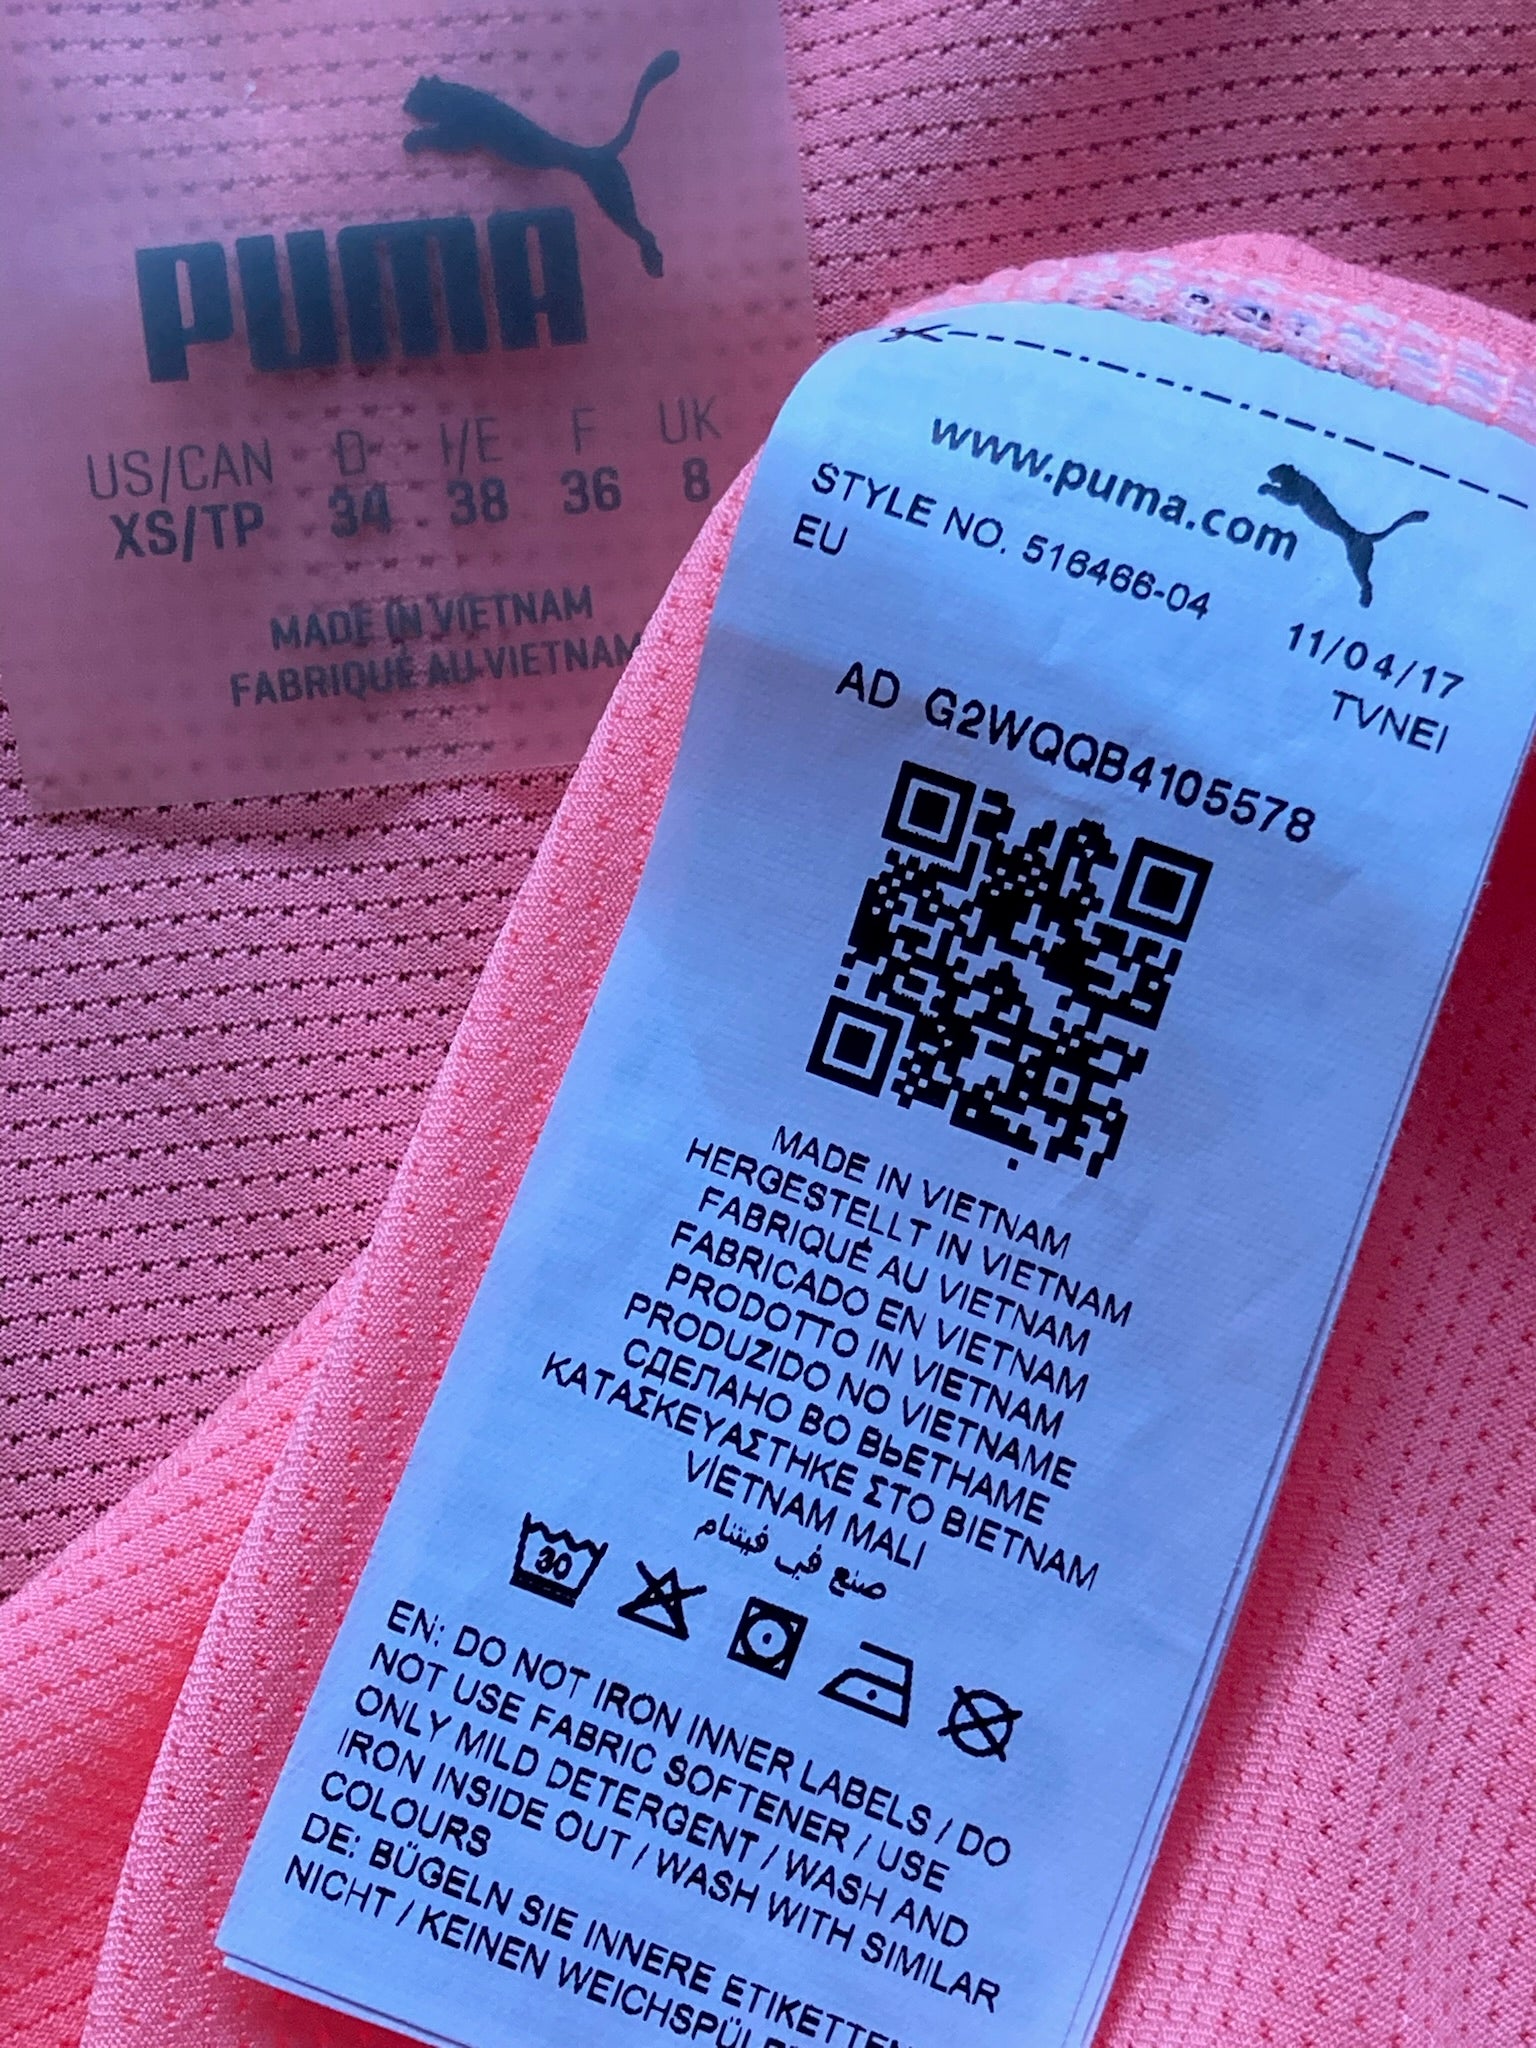 PUMA
US/CAN D I/E F UK
XS/TP 34 38 36 8
MADE IN VIETNAM
FABRIQUÉ AU VIETNAM
www.puma.com
STYLE NO. 516466-04
EU
11/04/17
TVNEI
AD G2WQQB4105578
MADE IN VIETNAM
HERGESTELLT IN VIETNAM
FABRIQUÉ AU VIETNAM
FABRICADO EN VIETNAM
PRODOTTO IN VIETNAM
PRODUZIDO NO VIETNAME
СДЕЛАНО ВО ВЬЕТНАМЕ
ΚΑΤΑΣΚΕΥΑΣΤΗΚΕ ΣΤΟ ΒΙΕΤΝΑΜ
VIETNAM MALI
صنع في فيتنام
30
EN: DO NOT IRON INNER LABELS / DO
NOT USE FABRIC SOFTENER / USE
ONLY MILD DETERGENT / WASH AND
IRON INSIDE OUT / WASH WITH SIMILAR
COLOURS
DE: BÜGELN SIE INNERE ETIKETTEN
NICHT / KEINEN